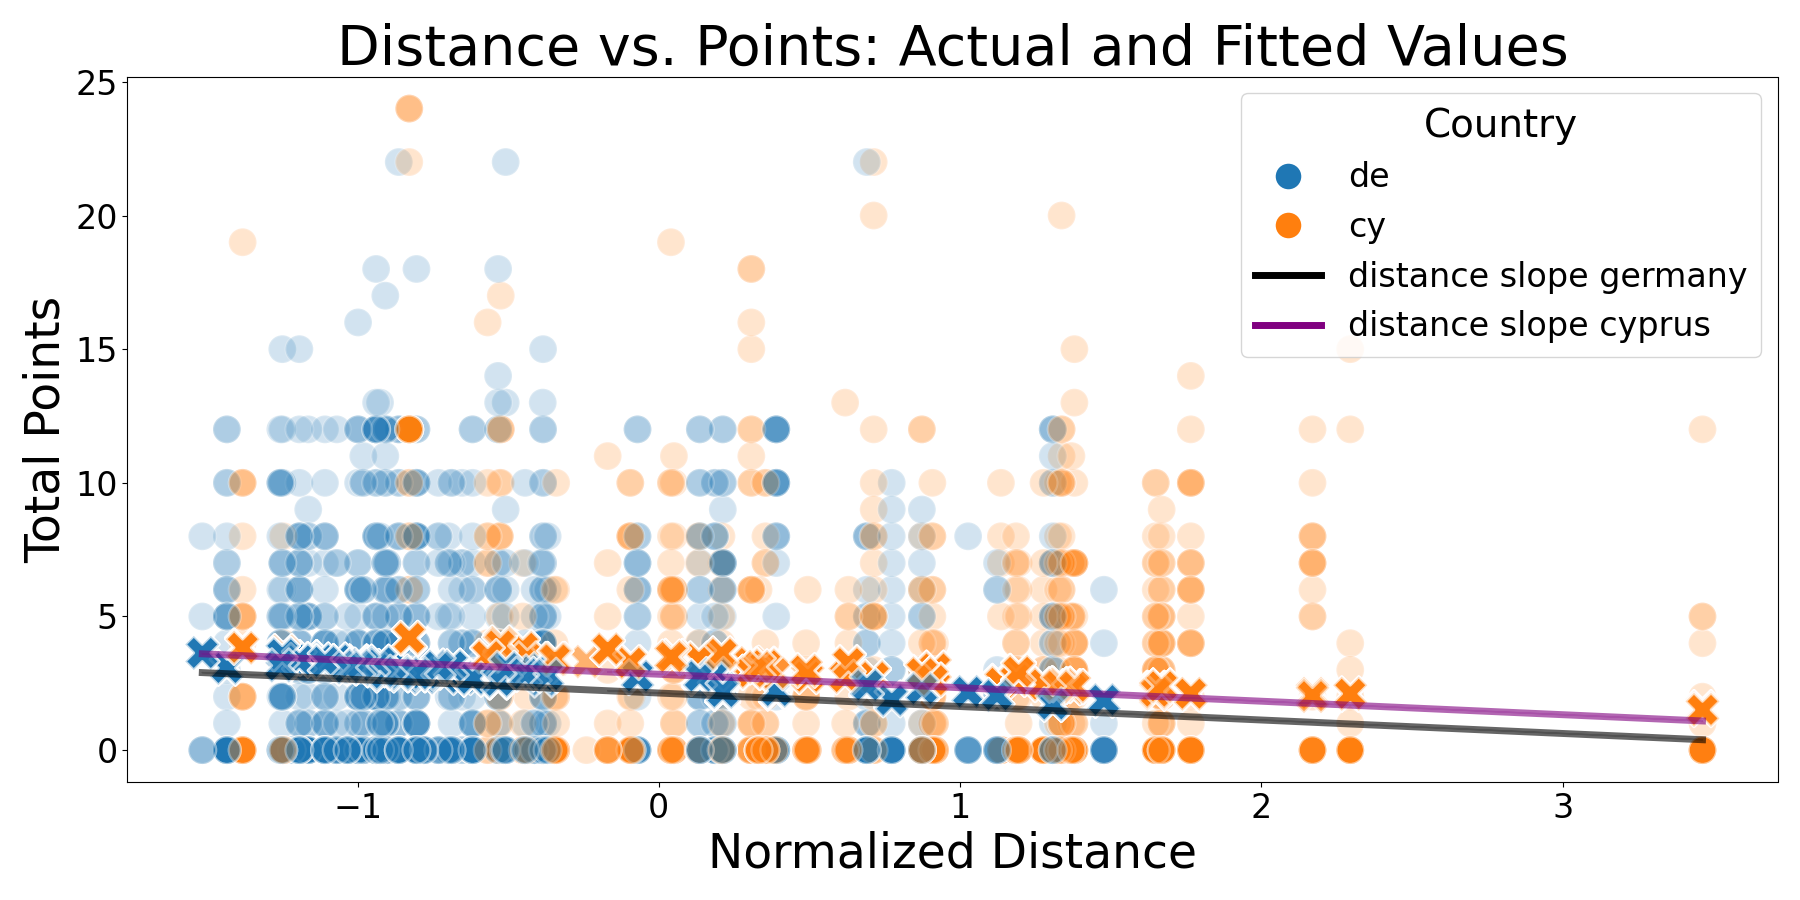 Distance vs. Points: Actual and Fitted Values
25
20
15
10
5
0
Total Points
Country
de
cy
distance slope germany
distance slope cyprus
−1
0
1
2
3
Normalized Distance